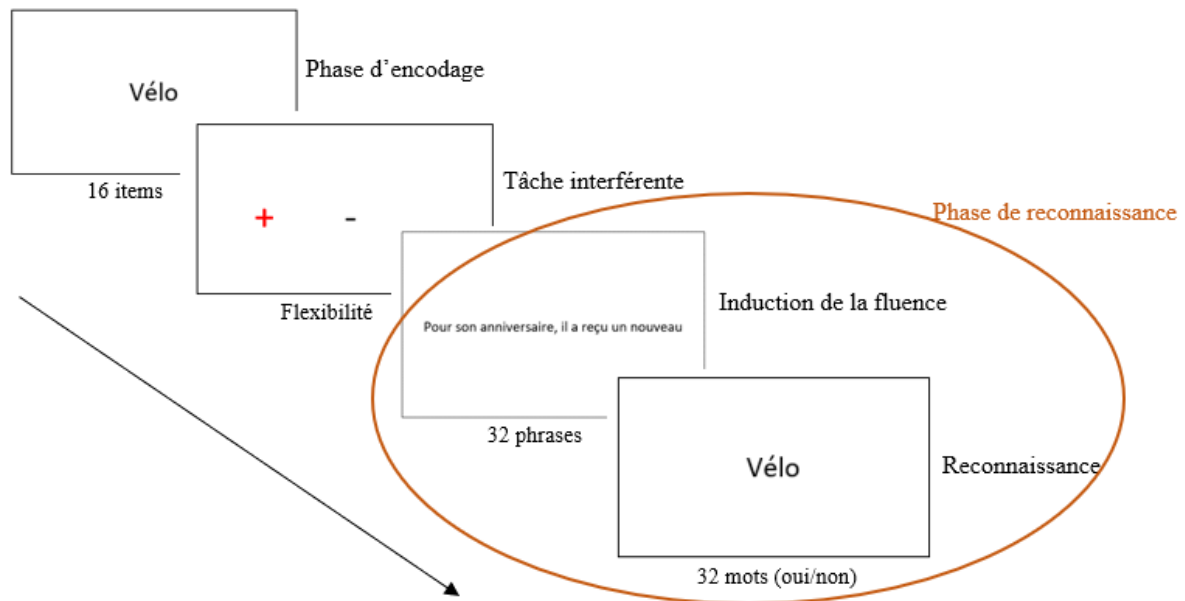 Vélo
Phase d'encodage
16 items
+ -
Tâche interférente
Flexibilité
Phase de reconnaissance
Pour son anniversaire, il a reçu un nouveau
Induction de la fluence
32 phrases
Vélo
Reconnaissance
32 mots (oui/non)